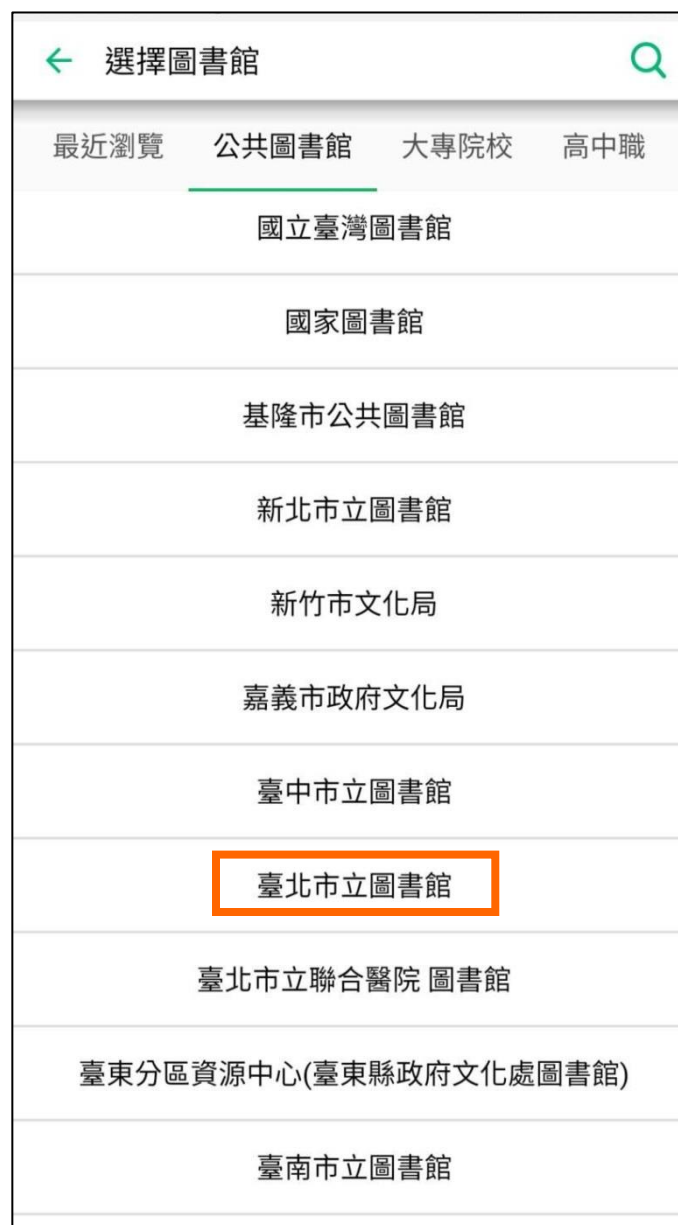 選擇圖書館
最近瀏覽 公共圖書館 大專院校 高中職
國立臺灣圖書館
國家圖書館
基隆市公共圖書館
新北市立圖書館
新竹市文化局
嘉義市政府文化局
臺中市立圖書館
臺北市立圖書館
臺北市立聯合醫院 圖書館
臺東分區資源中心(臺東縣政府文化處圖書館)
臺南市立圖書館